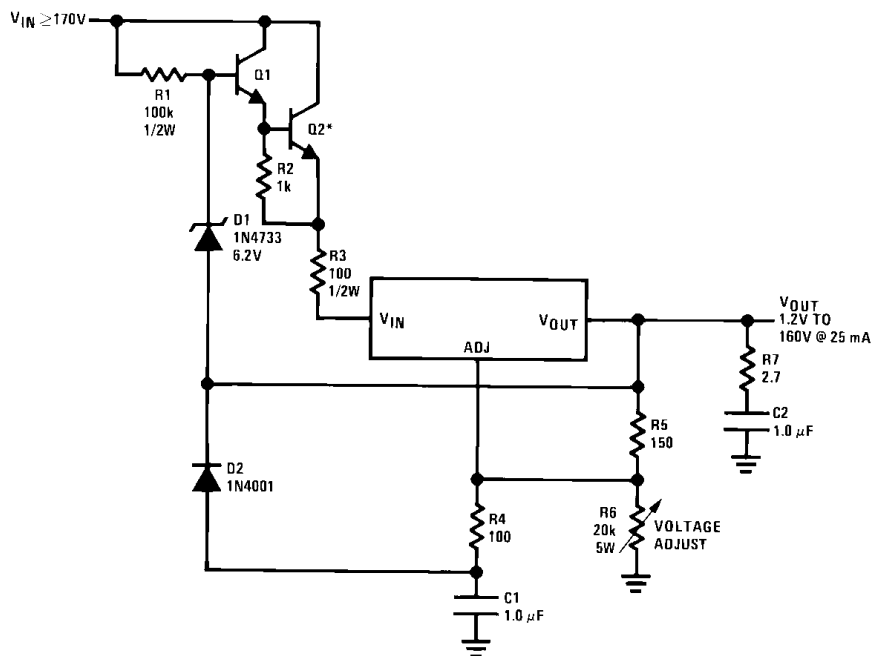 V_IN ≥170V
R1
100k
1/2W
Q1
Q2*
R2
1k
D1
1N4733
6.2V
R3
100
1/2W
V_IN
V_OUT
ADJ
V_OUT
1.2V TO
160V @ 25 mA
R7
2.7
C2
1.0 μF
R5
150
D2
1N4001
R4
100
R6
20k
5W
VOLTAGE
ADJUST
C1
1.0 μF